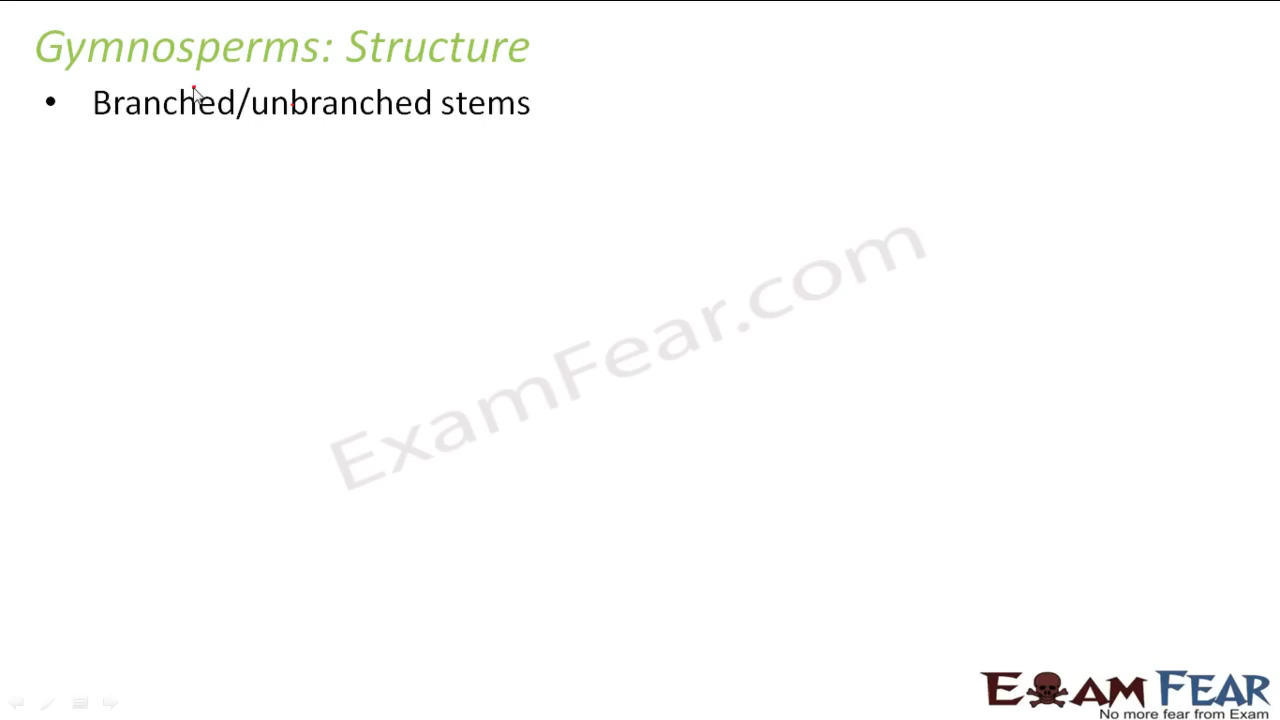 Gymnosperms: Structure
• Branched/unbranched stems
ExamFear.com
EXAM FEAR
No more fear from Exam